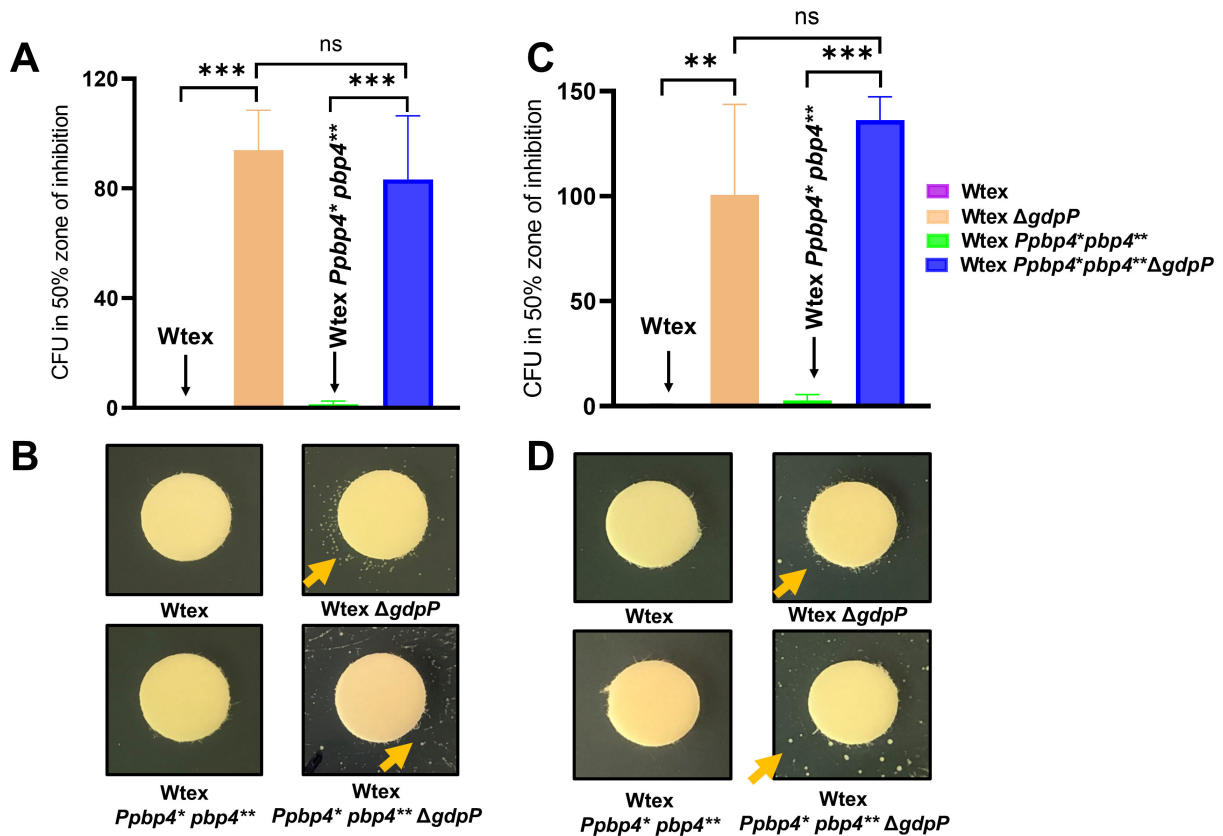 A
ns
***
***
CFU in 50% zone of inhibition
120
80
40
0
Wtex
Wtex Ppbp4* pbp4**
C
ns
**
***
CFU in 50% zone of inhibition
150
100
50
0
Wtex
Wtex Ppbp4* pbp4**
Wtex
Wtex ΔgdpP
Wtex Ppbp4*pbp4**
Wtex Ppbp4*pbp4**ΔgdpP
B
Wtex
Wtex ΔgdpP
Wtex
Ppbp4* pbp4**
Wtex
Ppbp4* pbp4** ΔgdpP
D
Wtex
Wtex ΔgdpP
Wtex
Ppbp4* pbp4**
Wtex
Ppbp4* pbp4** ΔgdpP